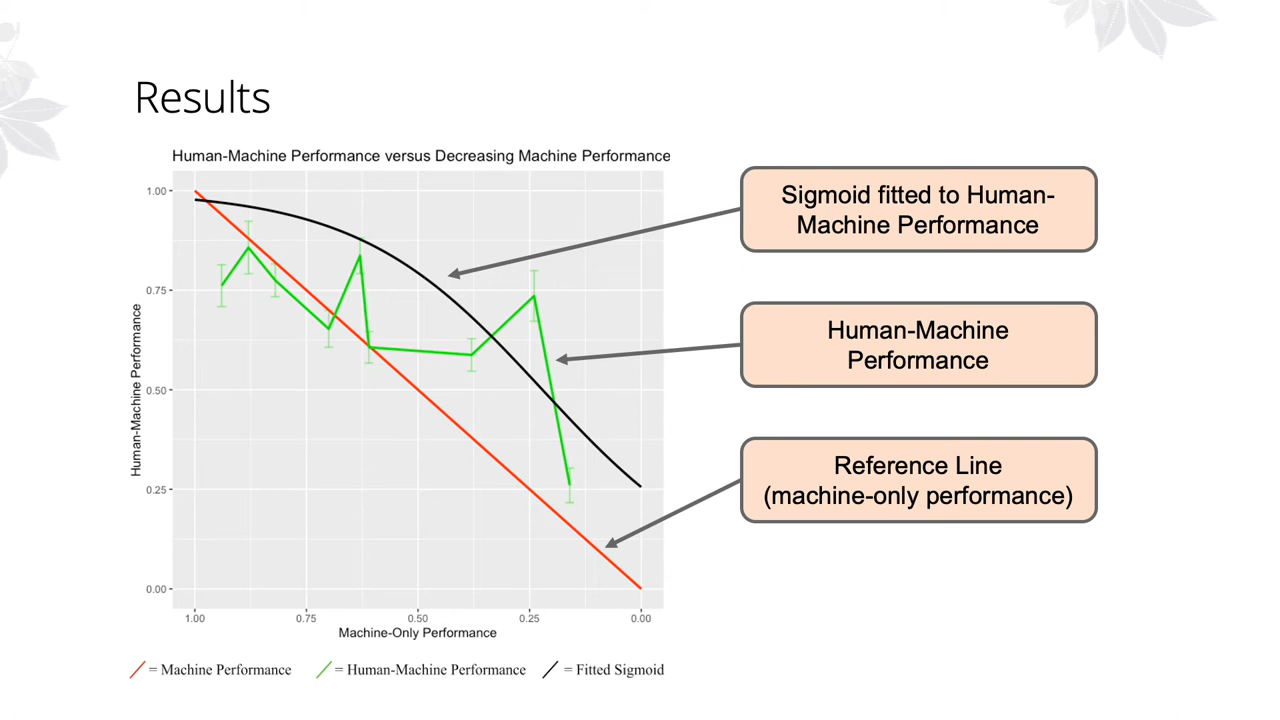 Results
Human-Machine Performance versus Decreasing Machine Performance
1.00
0.75
0.50
0.25
0.00
Human-Machine Performance
1.00
0.75
0.50
0.25
0.00
Machine-Only Performance
= Machine Performance
= Human-Machine Performance
= Fitted Sigmoid
Sigmoid fitted to Human-
Machine Performance
Human-Machine
Performance
Reference Line
(machine-only performance)